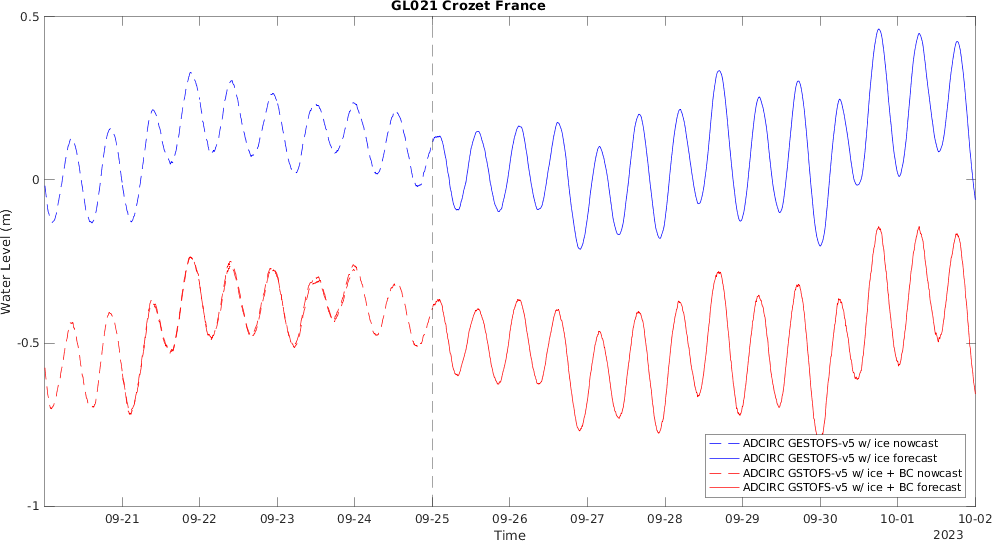 GL021 Crozet France
0.5
0
-0.5
-1
Water Level (m)
09-21 09-22 09-23 09-24 09-25 09-26 09-27 09-28 09-29 09-30 10-01 10-02
Time
2023
ADCIRC GESTOFS-v5 w/ ice nowcast
ADCIRC GESTOFS-v5 w/ ice forecast
ADCIRC GSTOFS-v5 w/ ice + BC nowcast
ADCIRC GSTOFS-v5 w/ ice + BC forecast